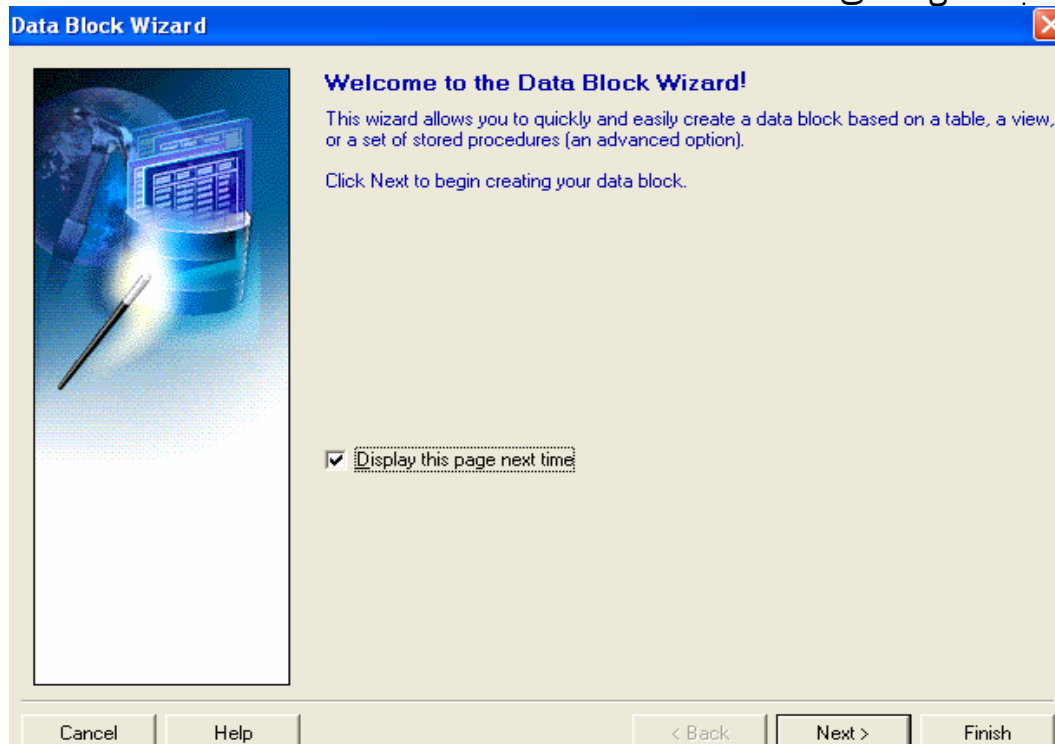 Data Block Wizard
Welcome to the Data Block Wizard!
This wizard allows you to quickly and easily create a data block based on a table, a view,
or a set of stored procedures (an advanced option).
Click Next to begin creating your data block.
Display this page next time
Cancel
Help
< Back
Next >
Finish